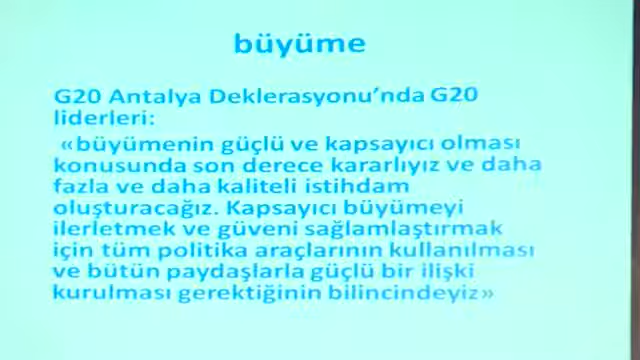 büyüme
G20 Antalya Deklerasyonu'nda G20
liderleri:
«büyümenin güçlü ve kapsayıcı olması
konusunda son derece kararlıyız ve daha
fazla ve daha kaliteli istihdam
oluşturacağız. Kapsayıcı büyümeyi
ilerletmek ve güveni sağlamlaştırmak
için tüm politika araçlarının kullanılması
ve bütün paydaşlarla güçlü bir ilişki
kurulması gerektiğinin bilincindeyiz»